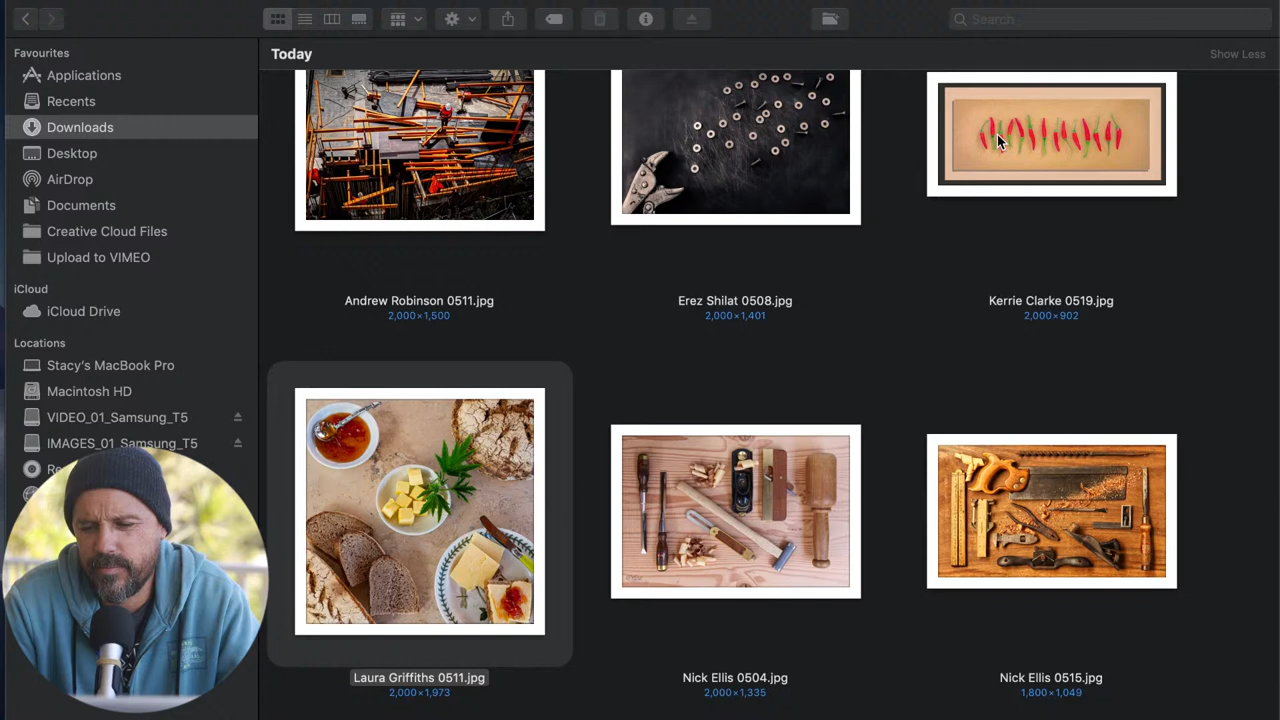 Search
Favourites
Applications
Recents
Downloads
Desktop
AirDrop
Documents
Creative Cloud Files
Upload to VIMEO
iCloud
iCloud Drive
Locations
Stacy's MacBook Pro
Macintosh HD
VIDEO_01_Samsung_T5
IMAGES_01_Samsung_T5
Today
Show Less
Andrew Robinson 0511.jpg
2,000×1,500
Erez Shilat 0508.jpg
2,000×1,401
Kerrie Clarke 0519.jpg
2,000×902
Laura Griffiths 0511.jpg
2,000×1,973
Nick Ellis 0504.jpg
2,000×1,335
Nick Ellis 0515.jpg
1,800×1,049